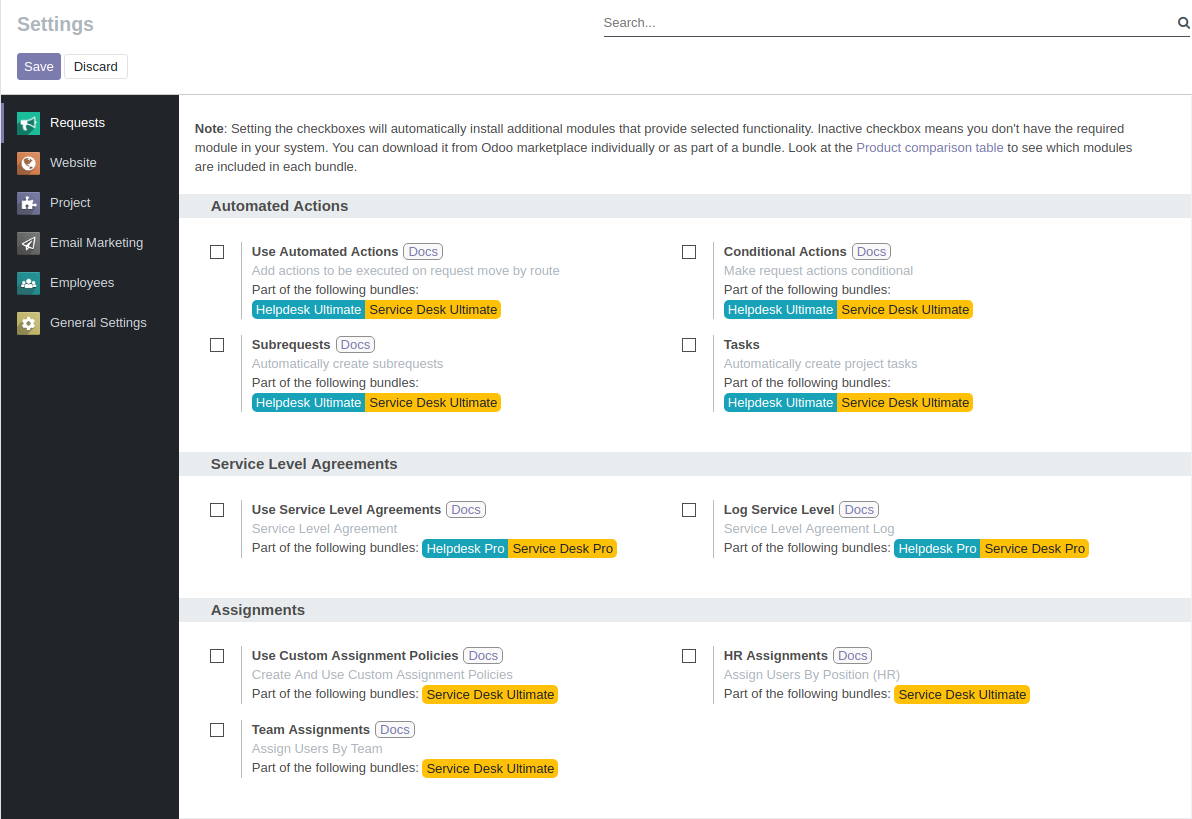 Settings
Search...
Save Discard
Requests
Website
Project
Email Marketing
Employees
General Settings
Note: Setting the checkboxes will automatically install additional modules that provide selected functionality. Inactive checkbox means you don't have the required
module in your system. You can download it from Odoo marketplace individually or as part of a bundle. Look at the Product comparison table to see which modules
are included in each bundle.
Automated Actions
Use Automated Actions Docs
Add actions to be executed on request move by route
Part of the following bundles:
Helpdesk Ultimate Service Desk Ultimate
Conditional Actions Docs
Make request actions conditional
Part of the following bundles:
Helpdesk Ultimate Service Desk Ultimate
Subrequests Docs
Automatically create subrequests
Part of the following bundles:
Helpdesk Ultimate Service Desk Ultimate
Tasks
Automatically create project tasks
Part of the following bundles:
Helpdesk Ultimate Service Desk Ultimate
Service Level Agreements
Use Service Level Agreements Docs
Service Level Agreement
Part of the following bundles: Helpdesk Pro Service Desk Pro
Log Service Level Docs
Service Level Agreement Log
Part of the following bundles: Helpdesk Pro Service Desk Pro
Assignments
Use Custom Assignment Policies Docs
Create And Use Custom Assignment Policies
Part of the following bundles: Service Desk Ultimate
HR Assignments Docs
Assign Users By Position (HR)
Part of the following bundles: Service Desk Ultimate
Team Assignments Docs
Assign Users By Team
Part of the following bundles: Service Desk Ultimate